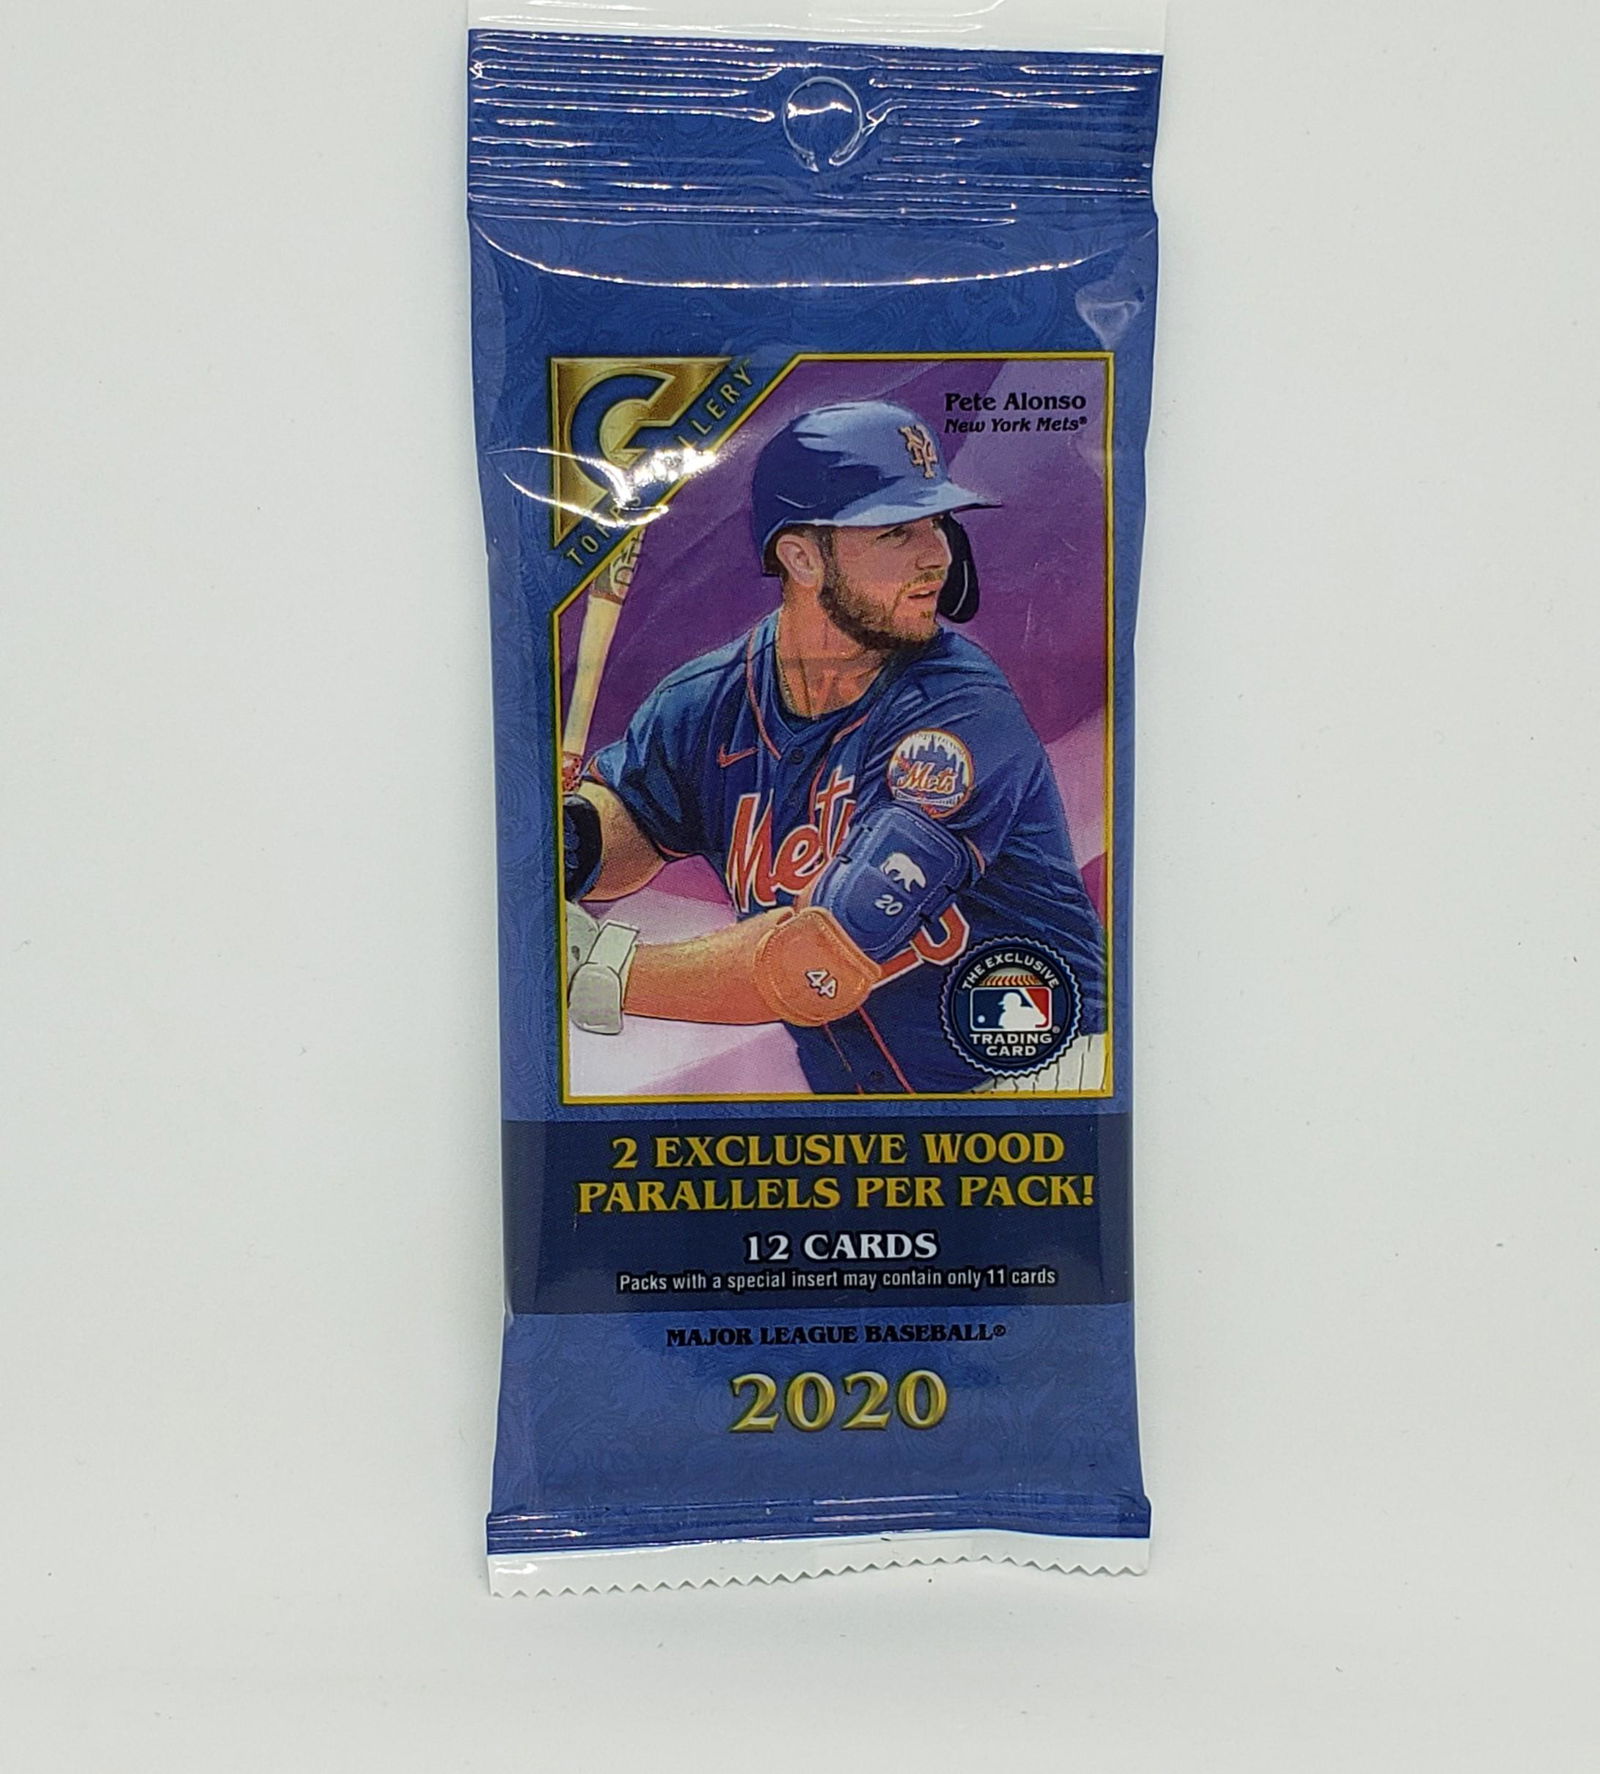 TOPPS GALLERY
Pete Alonso
New York Mets®
NY
Mets
Mets
20
44
THE EXCLUSIVE
TRADING
CARD
2 EXCLUSIVE WOOD
PARALLELS PER PACK!
12 CARDS
Packs with a special insert may contain only 11 cards
MAJOR LEAGUE BASEBALL®
2020